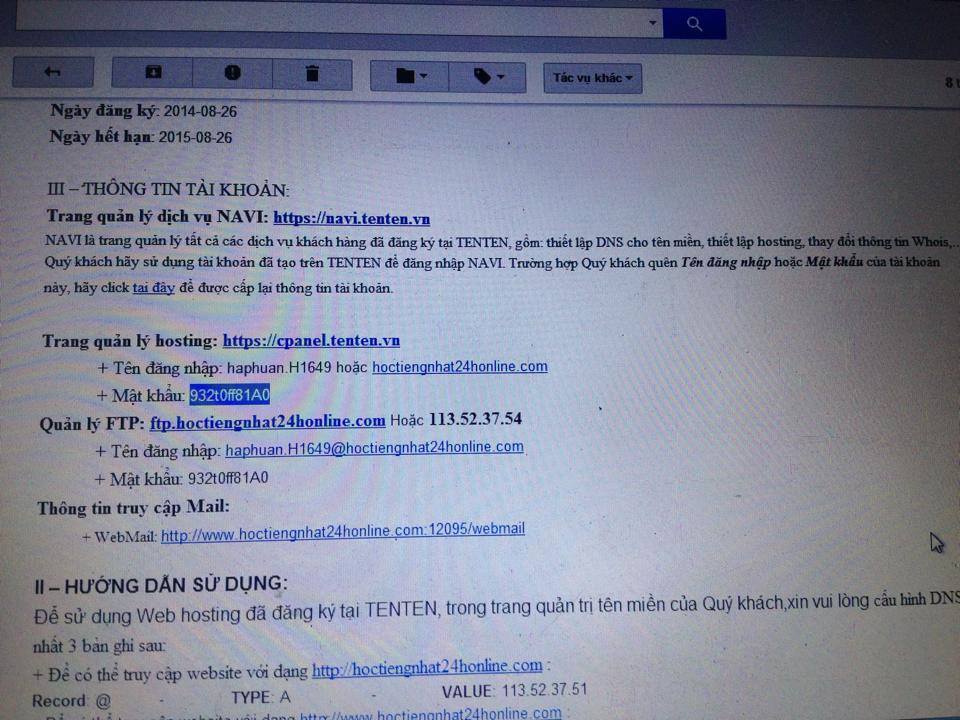 Tác vụ khác
Ngày đăng ký: 2014-08-26
Ngày hết hạn: 2015-08-26
III – THÔNG TIN TÀI KHOẢN:
Trang quản lý dịch vụ NAVI: https://navi.tenten.vn
NAVI là trang quản lý tất cả các dịch vụ khách hàng đã đăng ký tại TENTEN, gồm: thiết lập DNS cho tên miền, thiết lập hosting, thay đổi thông tin Whois,..
Quý khách hãy sử dụng tài khoản đã tạo trên TENTEN để đăng nhập NAVI. Trường hợp Quý khách quên Tên đăng nhập hoặc Mật khẩu của tài khoản
này, hãy click tại đây để được cấp lại thông tin tài khoản.
Trang quản lý hosting: https://cpanel.tenten.vn
+ Tên đăng nhập: haphuan.H1649 hoặc hoctiengnhat24honline.com
+ Mật khẩu: 932t0ff81A0
Quản lý FTP: ftp.hoctiengnhat24honline.com Hoặc 113.52.37.54
+ Tên đăng nhập: haphuan.H1649@hoctiengnhat24honline.com
+ Mật khẩu: 932t0ff81A0
Thông tin truy cập Mail:
+ WebMail: http://www.hoctiengnhat24honline.com:12095/webmail
II – HƯỚNG DẪN SỬ DỤNG:
Để sử dụng Web hosting đã đăng ký tại TENTEN, trong trang quản trị tên miền của Quý khách,xin vui lòng cấu hình DNS
nhất 3 bản ghi sau:
+ Để có thể truy cập website với dạng http://hoctiengnhat24honline.com :
Record: @ - TYPE: A - VALUE: 113.52.37.51
http://www.hoctiengnhat24honline.com :